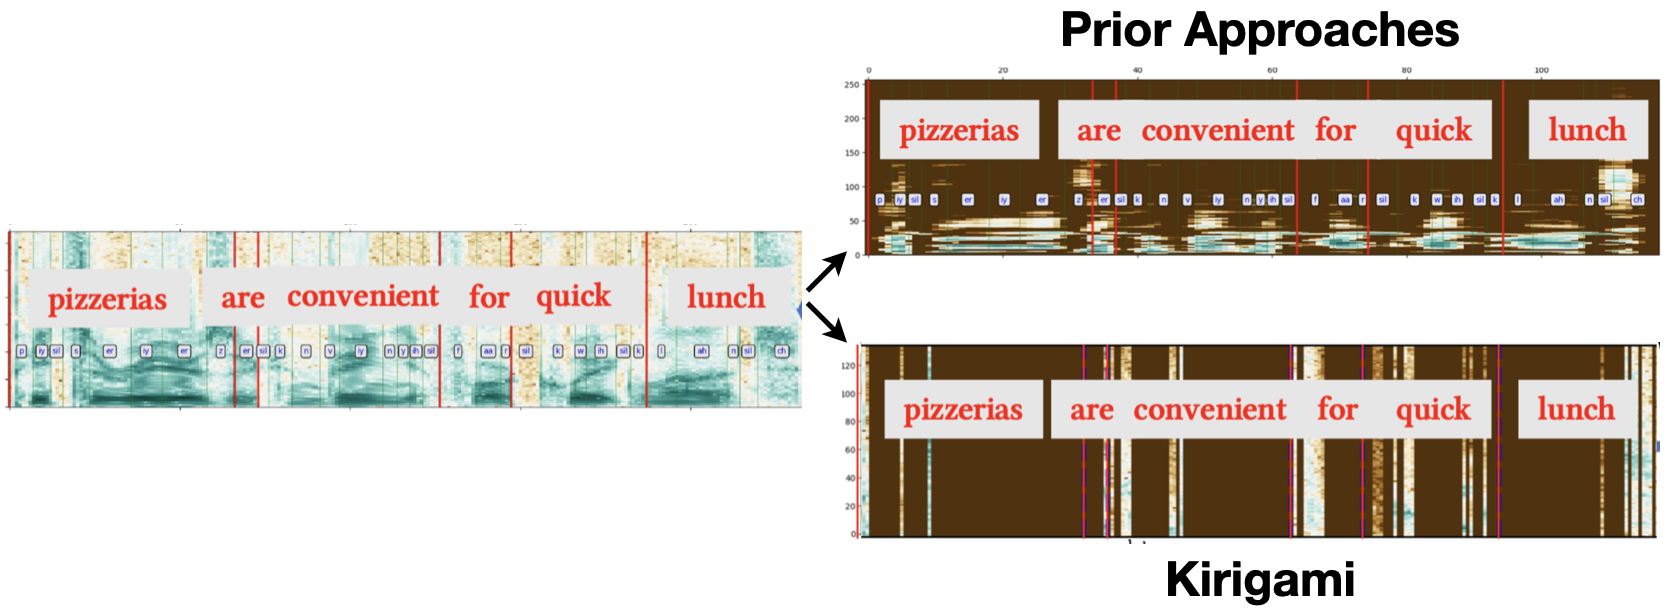 Prior Approaches
0 20 40 60 80 100
250
200
150
100
50
0
pizzerias are convenient for quick lunch
p iy sil s er iy er z er sil k n v iy n y ih sil f aa r sil k w ih sil k l ah n sil ch
pizzerias are convenient for quick lunch
p iy sil s er iy er z er sil k n v iy n y ih sil f aa r sil k w ih sil k l ah n sil ch
120
100
80
60
40
20
0
pizzerias are convenient for quick lunch
Kirigami